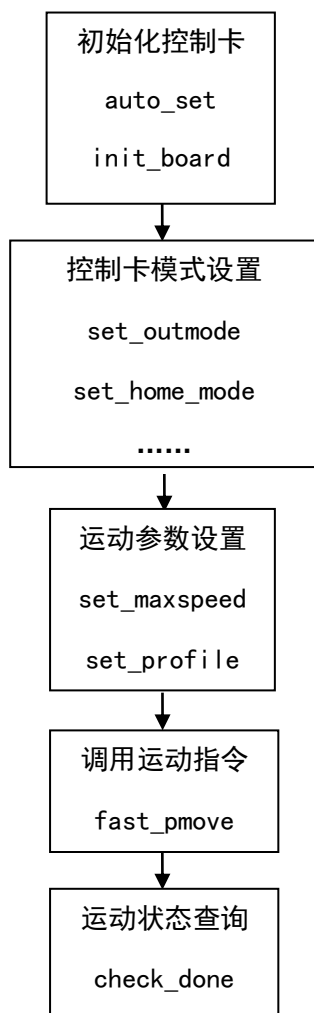 初始化控制卡
auto_set
init_board
控制卡模式设置
set_outmode
set_home_mode
……
运动参数设置
set_maxspeed
set_profile
调用运动指令
fast_pmove
运动状态查询
check_done